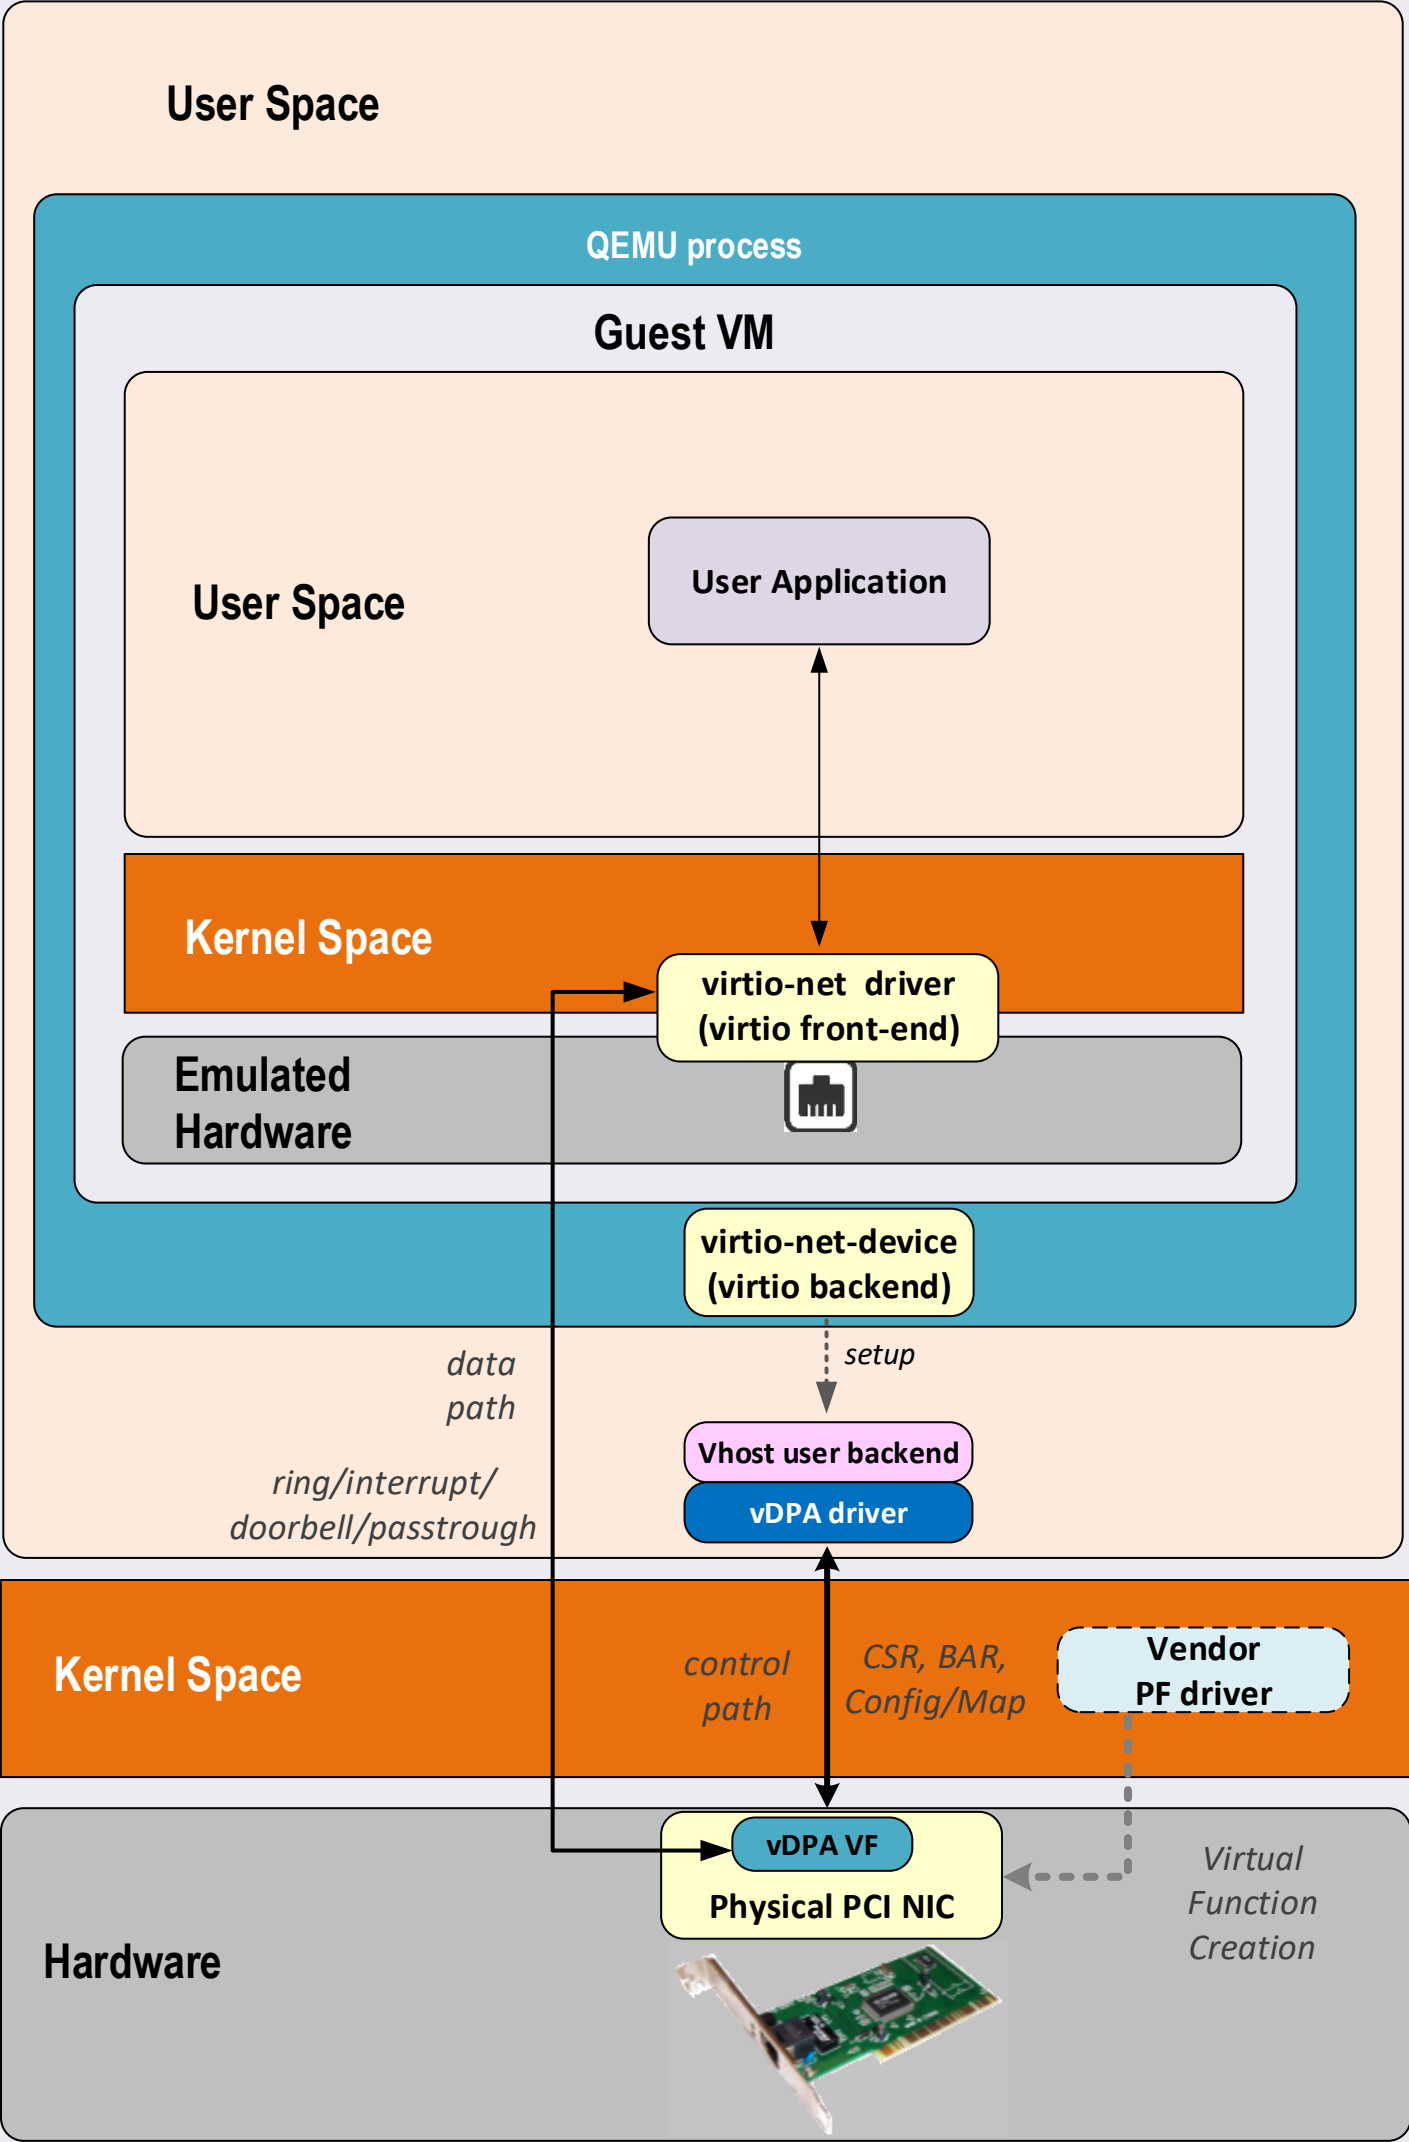 User Space
QEMU process
Guest VM
User Application
User Space
Kernel Space
virtio-net driver
(virtio front-end)
Emulated
Hardware
virtio-net-device
(virtio backend)
setup
data
path
Vhost user backend
ring/interrupt/
doorbell/passtrough
vDPA driver
Kernel Space
control
path
CSR, BAR,
Config/Map
Vendor
PF driver
vDPA VF
Physical PCI NIC
Virtual
Function
Creation
Hardware